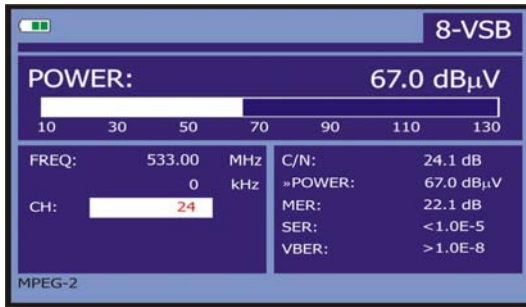 8-VSB
POWER: 67.0 dBµV
10 30 50 70 90 110 130
FREQ: 533.00 MHz
0 kHz
CH: 24
C/N: 24.1 dB
»POWER: 67.0 dBµV
MER: 22.1 dB
SER: <1.0E-5
VBER: >1.0E-8
MPEG-2